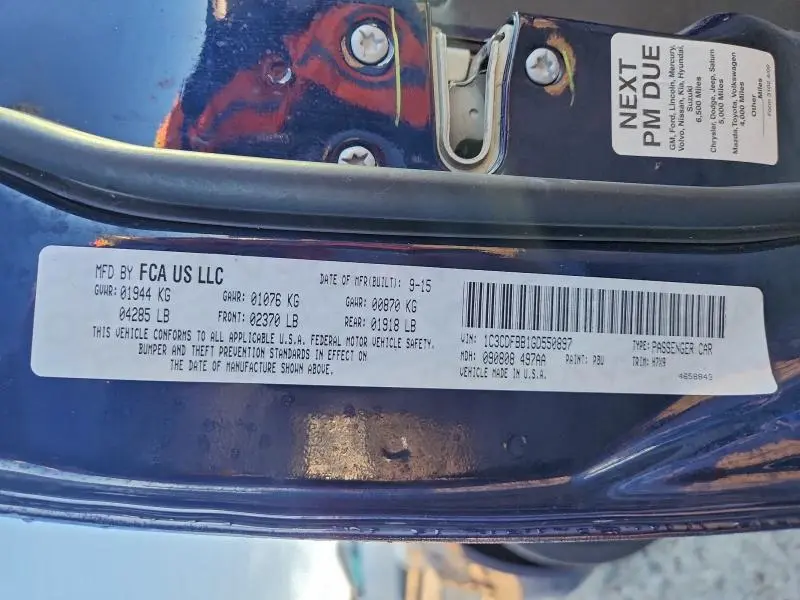 NEXT
PM DUE
GM, Ford, Lincoln, Mercury,
Volvo, Nissan, Kia, Hyundai,
Suzuki
6,500 Miles
Chrysler, Dodge, Jeep, Saturn
5,000 Miles
Mazda, Toyota, Volkswagen
4,000 Miles
Other
Miles
MFD BY FCA US LLC
DATE OF MFR(BUILT): 9-15
GVWR: 01944 KG
GAWR: 01076 KG
GAWR: 00870 KG
04285 LB
FRONT: 02370 LB
REAR: 01918 LB
THIS VEHICLE CONFORMS TO ALL APPLICABLE U.S.A. FEDERAL MOTOR VEHICLE SAFETY,
BUMPER AND THEFT PREVENTION STANDARDS IN EFFECT ON
THE DATE OF MANUFACTURE SHOWN ABOVE.
VIN: 1C3CDFBB1GD550897
TYPE: PASSENGER CAR
MDH: 090808 497AA
PAINT: PBU
TRIM: H7X9
VEHICLE MADE IN U.S.A.
4658843